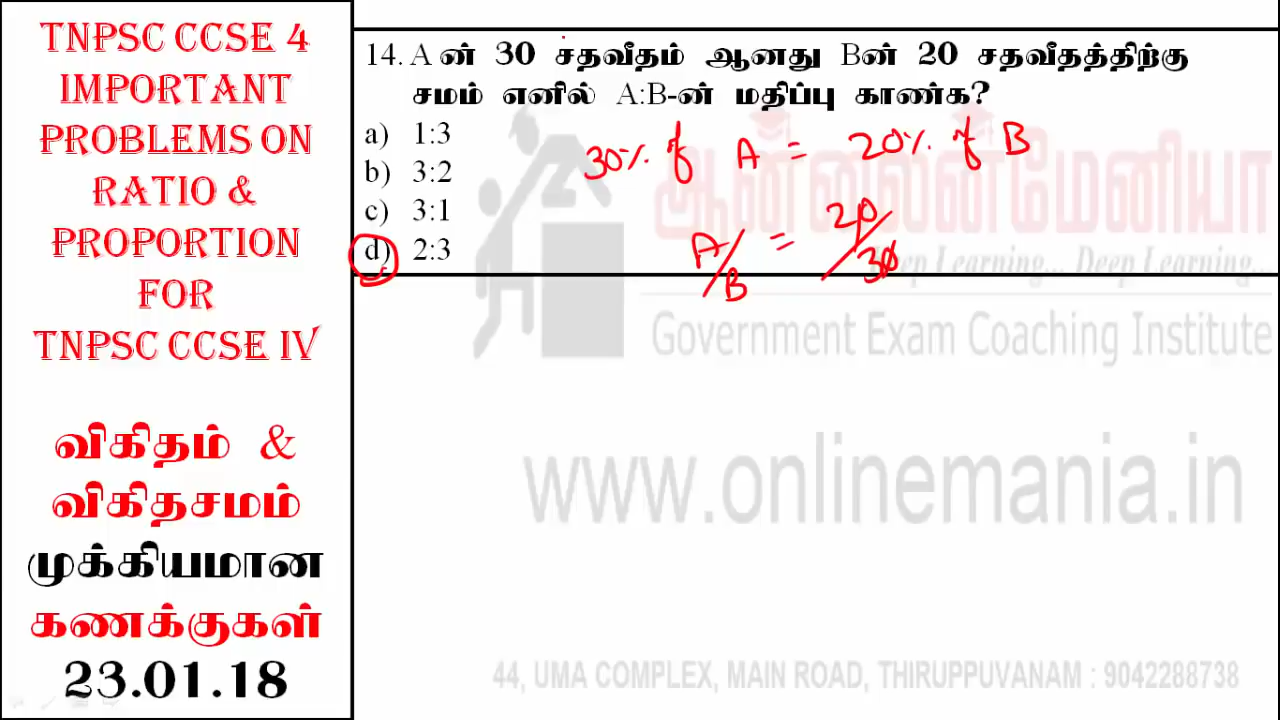 TNPSC CCSE 4
IMPORTANT
PROBLEMS ON
RATIO &
PROPORTION
FOR
TNPSC CCSE IV
விகிதம் &
விகிதசமம்
முக்கியமான
கணக்குகள்
23.01.18
14. A ன் 30 சதவீதம் ஆனது Bன் 20 சதவீதத்திற்கு
சமம் எனில் A:B-ன் மதிப்பு காண்க?
a) 1:3
b) 3:2
c) 3:1
d) 2:3
30% of A = 20% of B
A/B = 20/30
ஆன்லைன்மேனியா
Deep Learning... Deep Learning.
Government Exam Coaching Institute
www.onlinemania.in
44, UMA COMPLEX, MAIN ROAD, THIRUPPUVANAM : 9042288738